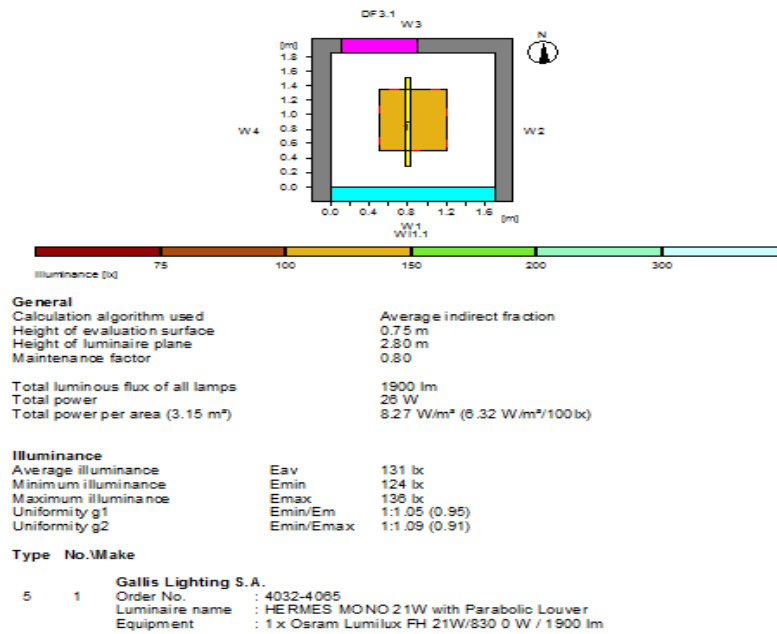 DF3.1
W3
N
[m]
1.8
1.6
1.4
1.2
1.0
0.8
0.6
0.4
0.2
0.0
W4
W2
0.0 0.4 0.8 1.2 1.6 [m]
W1
WI1.1
75 100 150 200 300
Illuminance [lx]
General
Calculation algorithm used Average indirect fraction
Height of evaluation surface 0.75 m
Height of luminaire plane 2.80 m
Maintenance factor 0.80
Total luminous flux of all lamps 1900 lm
Total power 26 W
Total power per area (3.15 m²) 8.27 W/m² (6.32 W/m²/100lx)
Illuminance
Average illuminance Eav 131 lx
Minimum illuminance Emin 124 lx
Maximum illuminance Emax 136 lx
Uniformity g1 Emin/Em 1:1.05 (0.95)
Uniformity g2 Emin/Emax 1:1.09 (0.91)
Type No.\Make
Gallis Lighting S.A.
5 1 Order No. : 4032-4065
Luminaire name : HERMES MONO 21W with Parabolic Louver
Equipment : 1 x Osram Lumilux FH 21W/830 0 W / 1900 lm